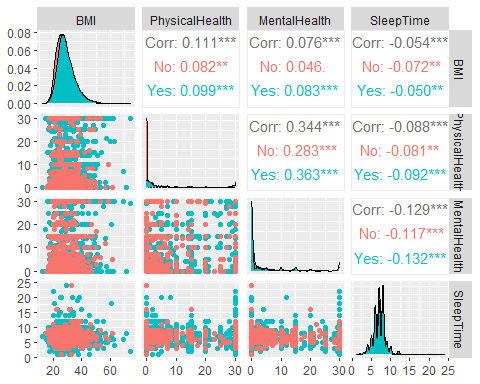 BMI PhysicalHealth MentalHealth SleepTime
0.08
0.06
0.04
0.02
0.00
Corr: 0.111***
No: 0.082**
Yes: 0.099***
Corr: 0.076***
No: 0.046.
Yes: 0.083***
Corr: -0.054***
No: -0.072**
Yes: -0.050**
BMI
30
20
10
0
Corr: 0.344***
No: 0.283***
Yes: 0.363***
Corr: -0.088***
No: -0.081**
Yes: -0.092***
PhysicalHealth
30
20
10
0
Corr: -0.129***
No: -0.117***
Yes: -0.132***
MentalHealth
25
20
15
10
5
0
SleepTime
20 40 60 0 10 20 30 0 10 20 30 5 10 15 20 25